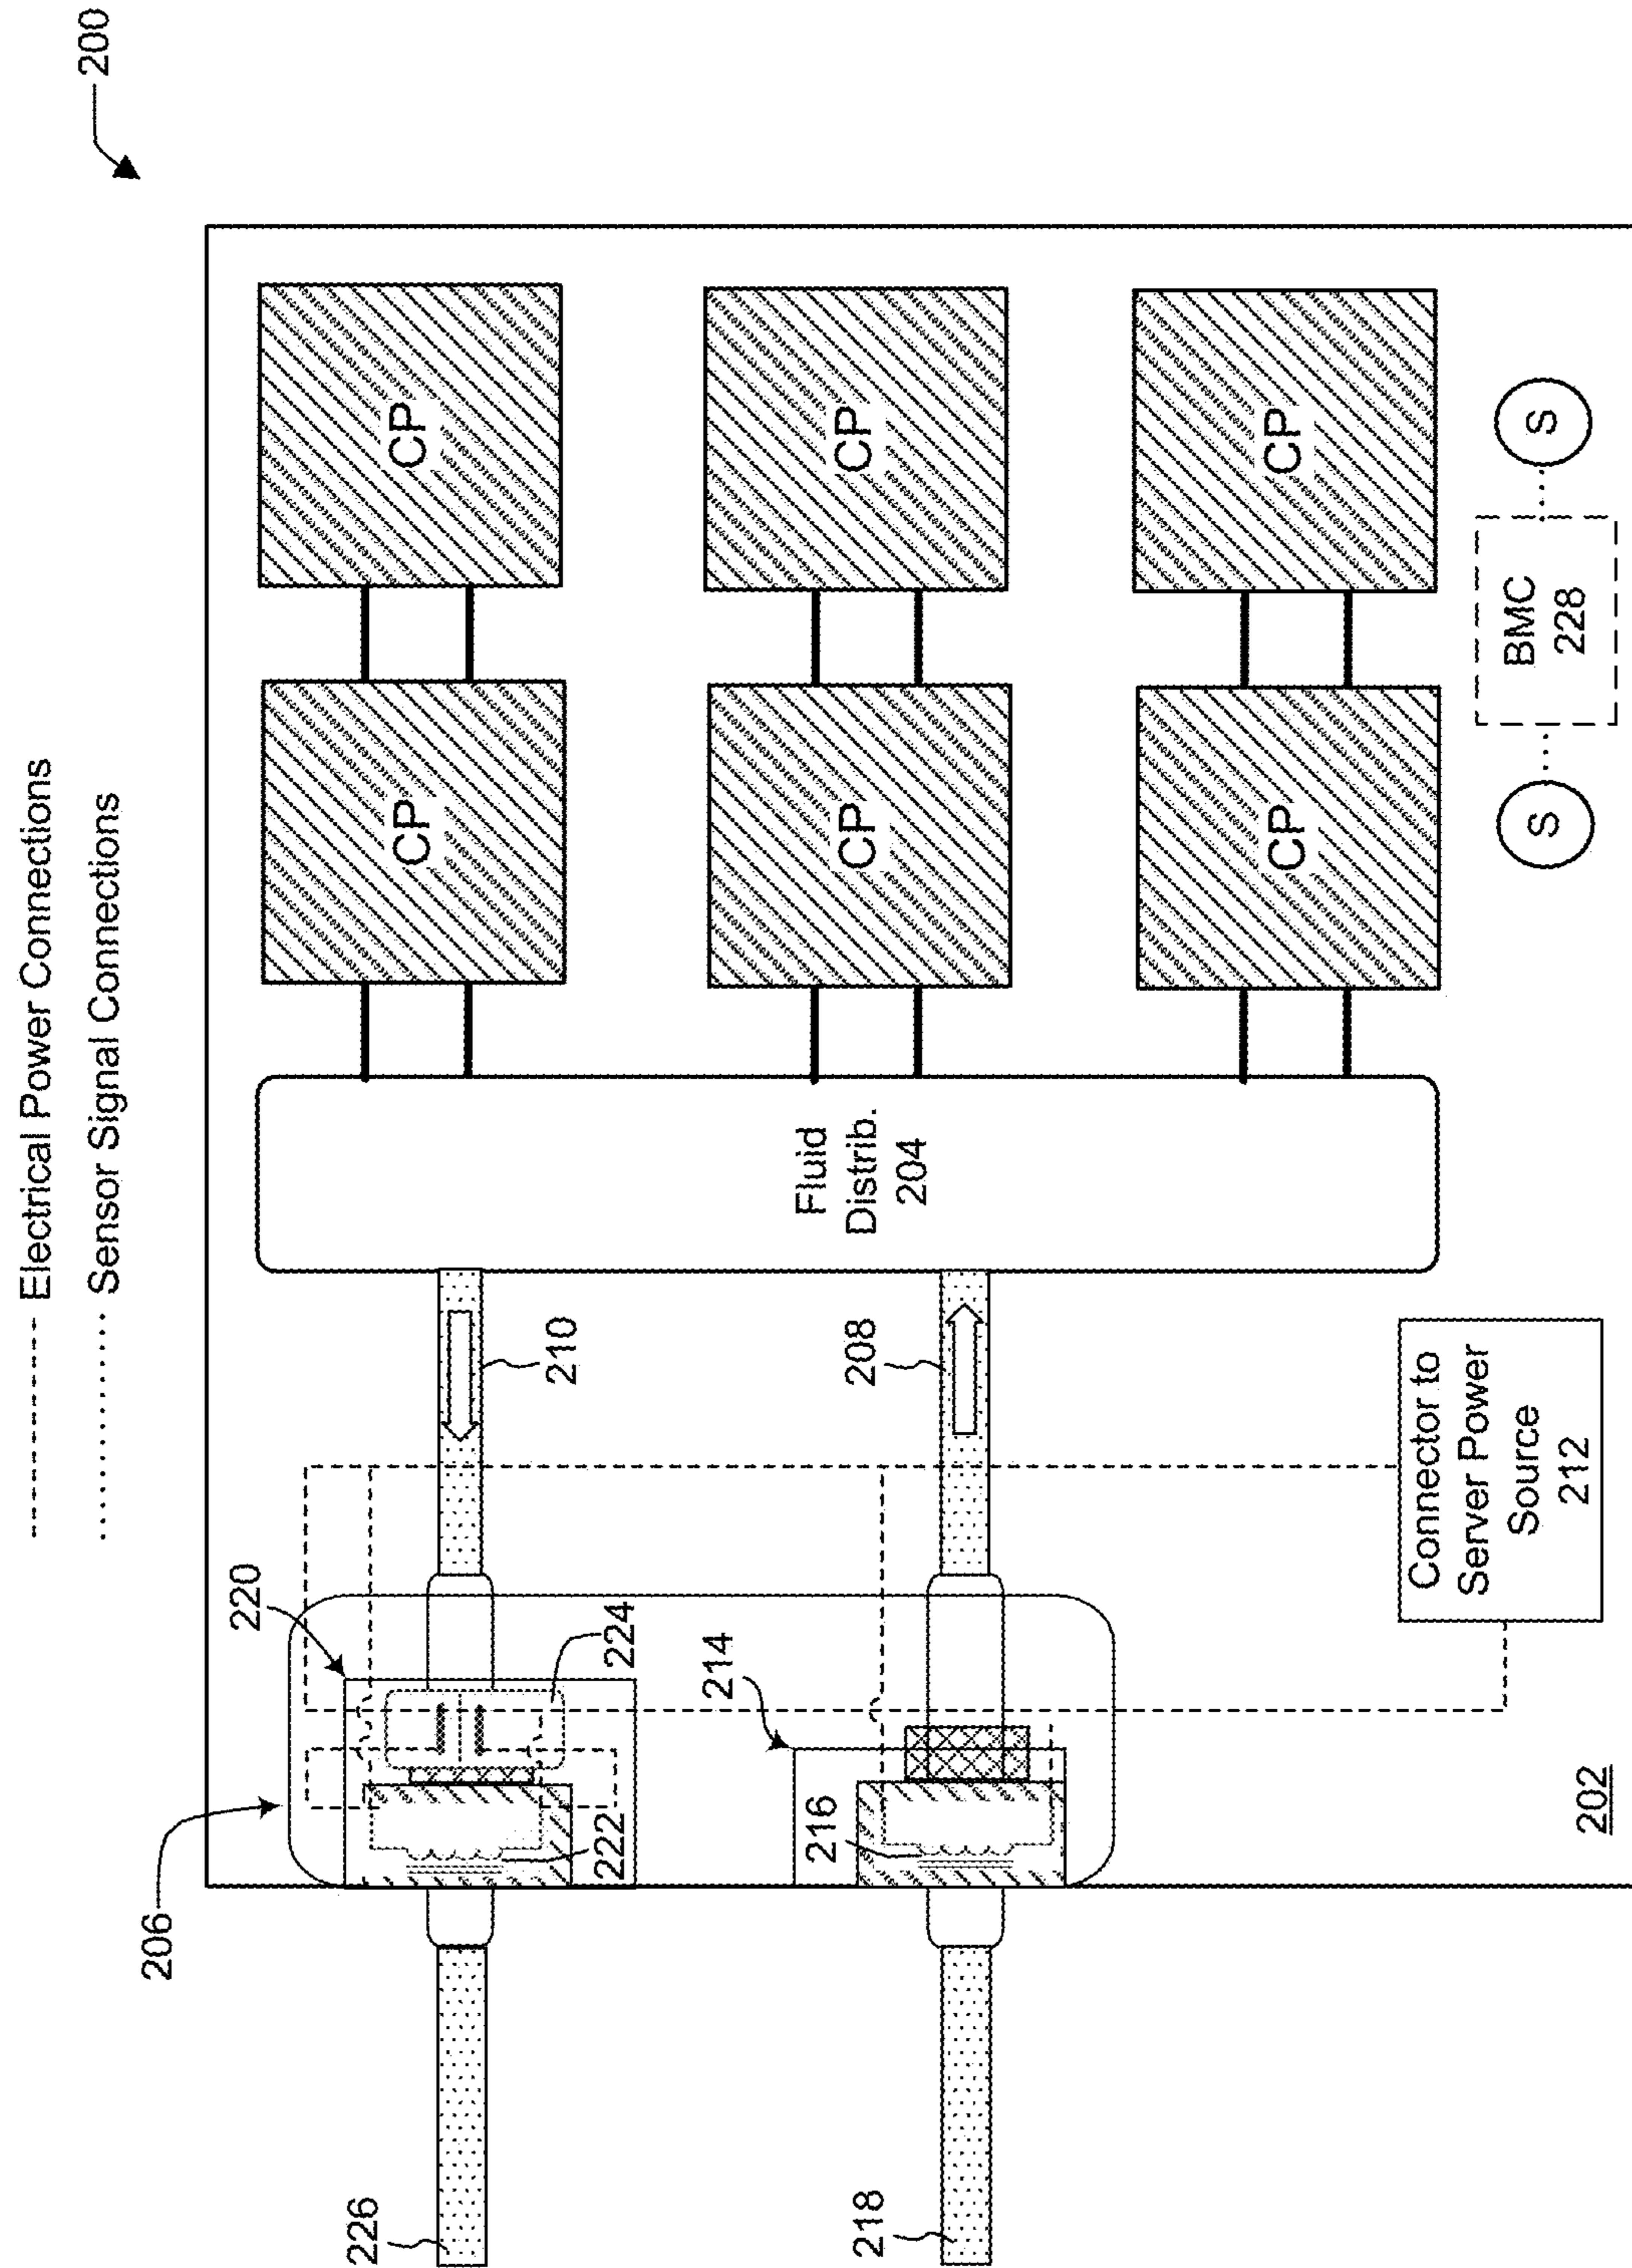 ---------- Electrical Power Connections
.......... Sensor Signal Connections
200
CP
CP
CP
CP
CP
CP
Fluid
Distrib.
204
S
BMC
228
S
210
208
Connector to
Server Power
Source
212
220
224
214
206
222
216
202
226
218